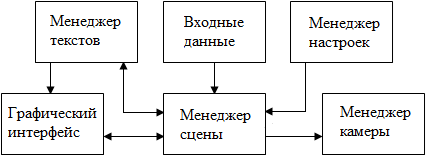 Менеджер
текстов
Входные
данные
Менеджер
настроек
Графический
интерфейс
Менеджер
сцены
Менеджер
камеры